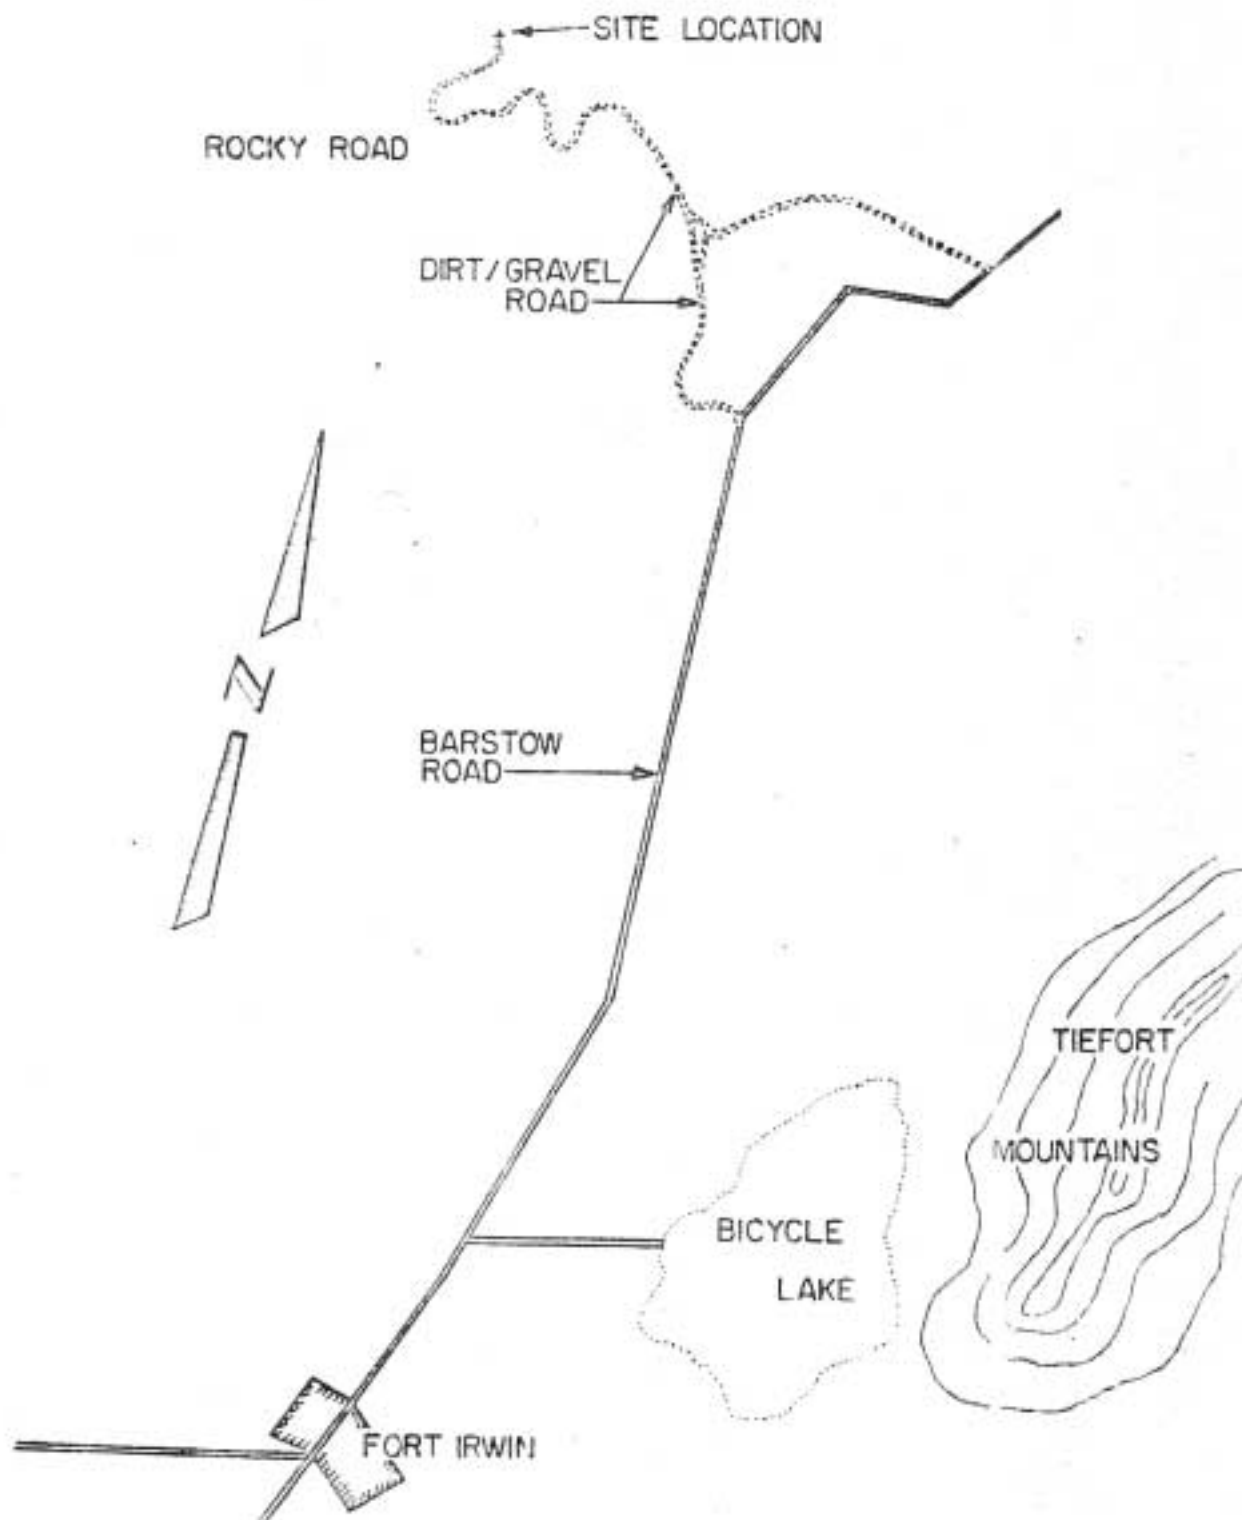 SITE LOCATION
ROCKY ROAD
DIRT/GRAVEL
ROAD
N
BARSTOW
ROAD
TIEFORT
MOUNTAINS
BICYCLE
LAKE
FORT IRWIN